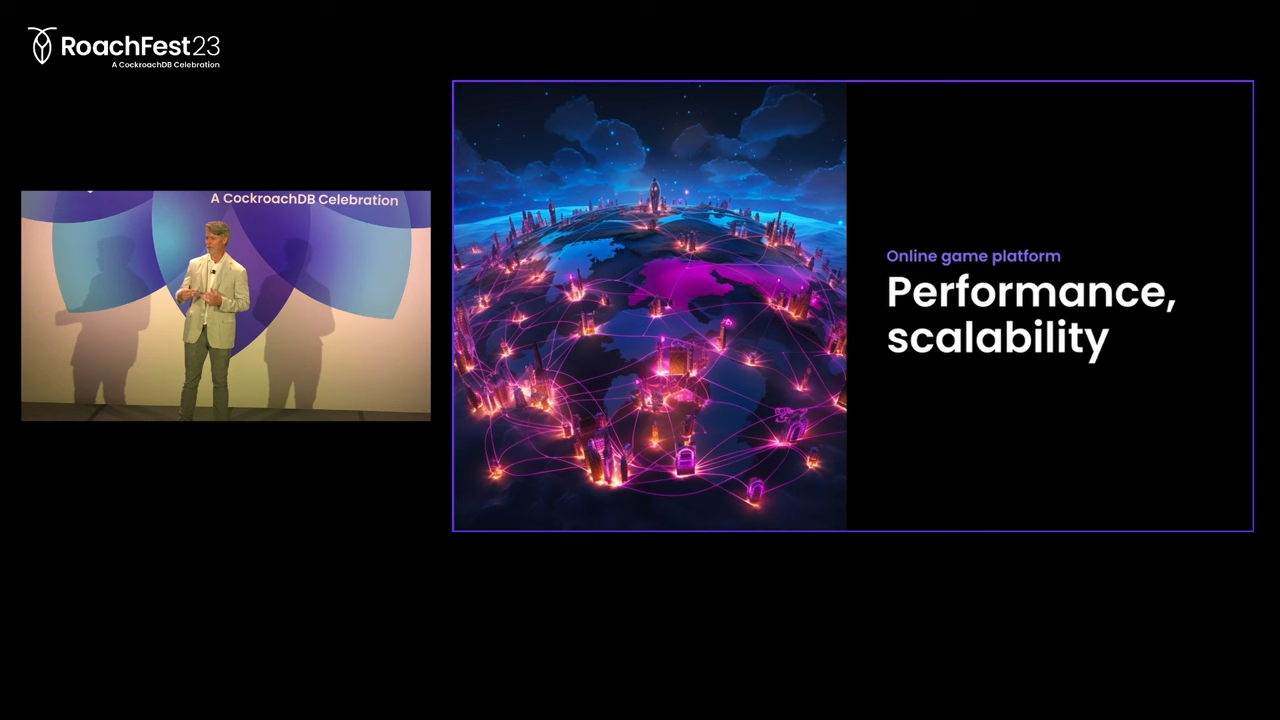 RoachFest23
A CockroachDB Celebration
A CockroachDB Celebration
Online game platform
Performance,
scalability